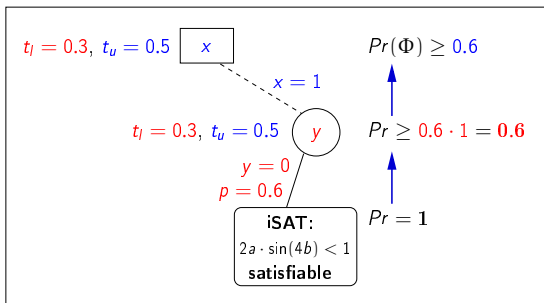 t_l = 0.3, t_u = 0.5 x Pr(Φ) ≥ 0.6
x = 1
t_l = 0.3, t_u = 0.5 y Pr ≥ 0.6 · 1 = 0.6
y = 0
p = 0.6
iSAT: Pr = 1
2a · sin(4b) < 1
satisfiable